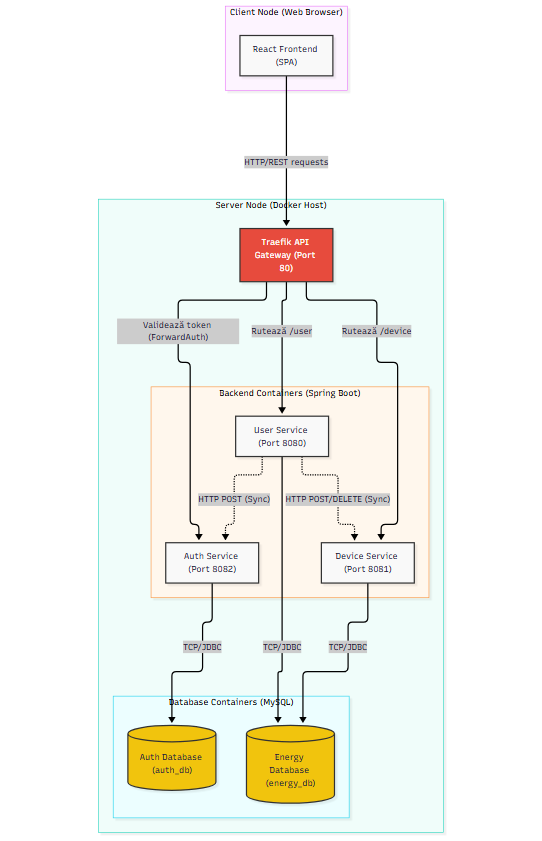 Client Node (Web Browser)
React Frontend
(SPA)
HTTP/REST requests
Server Node (Docker Host)
Traefik API
Gateway (Port
80)
Validează token
(ForwardAuth)
Rutează /user
Rutează /device
Backend Containers (Spring Boot)
User Service
(Port 8080)
HTTP POST (Sync)
HTTP POST/DELETE (Sync)
Auth Service
(Port 8082)
Device Service
(Port 8081)
TCP/JDBC
TCP/JDBC
TCP/JDBC
Database Containers (MySQL)
Auth Database
(auth_db)
Energy
Database
(energy_db)